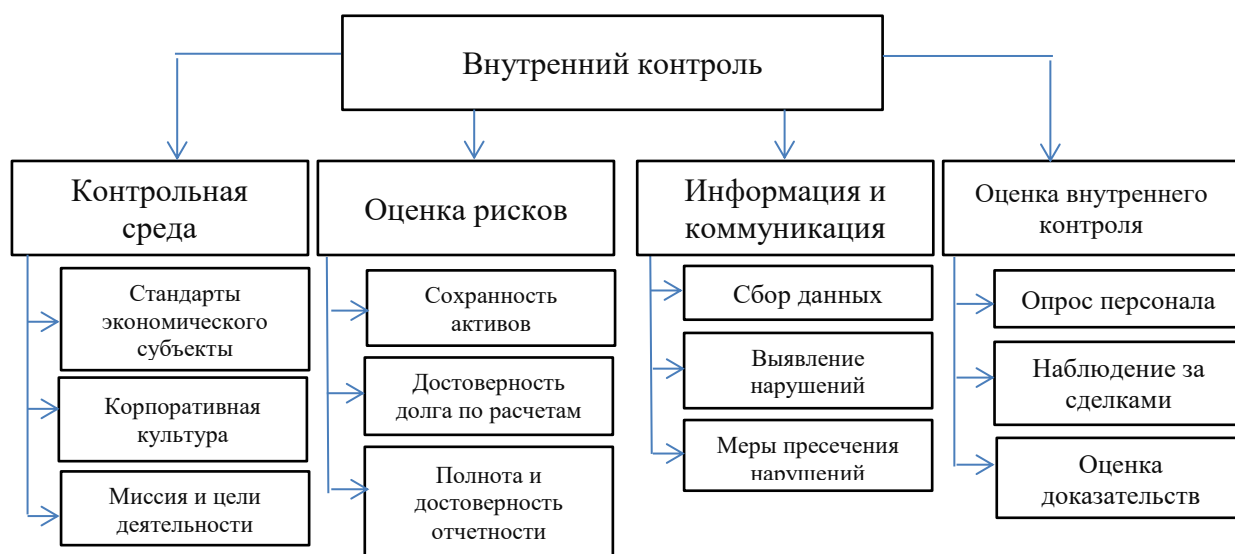 Внутренний контроль
Контрольная
среда
Стандарты
экономического
субъекты
Корпоративная
культура
Миссия и цели
деятельности
Оценка рисков
Сохранность
активов
Достоверность
долга по расчетам
Полнота и
достоверность
отчетности
Информация и
коммуникация
Сбор данных
Выявление
нарушений
Меры пресечения
нарушений
Оценка внутреннего
контроля
Опрос персонала
Наблюдение за
сделками
Оценка
доказательств